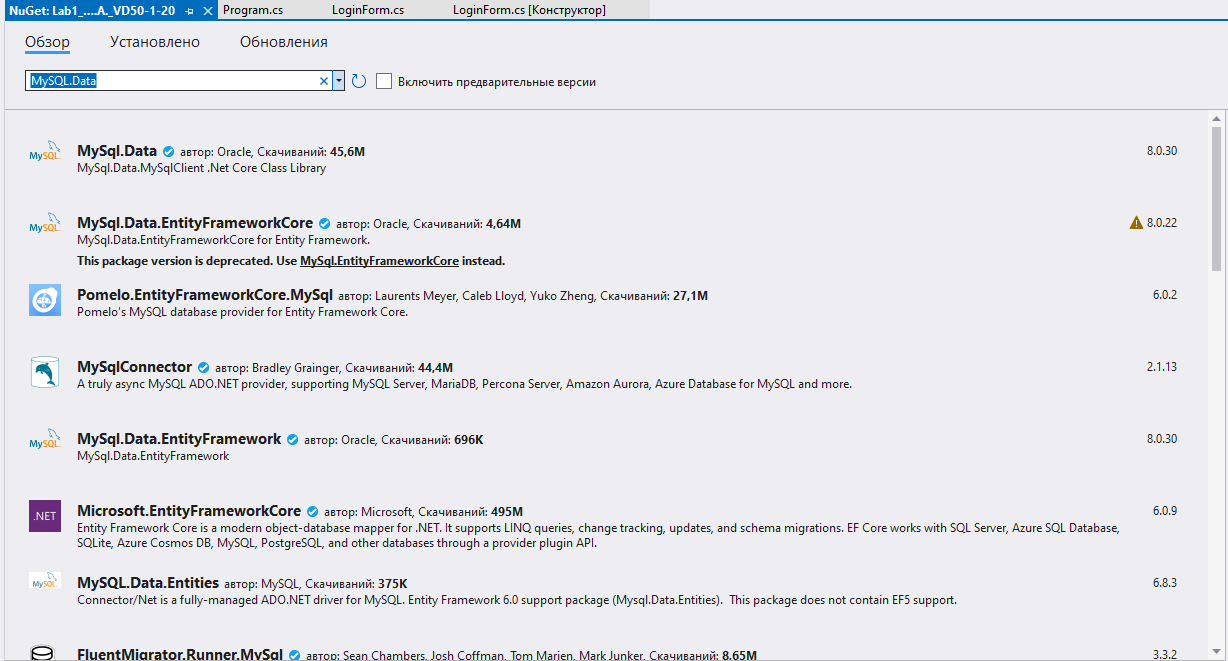 NuGet: Lab1_....A._VD50-1-20 Program.cs LoginForm.cs LoginForm.cs [Конструктор]
Обзор Установлено Обновления
MySQL.Data Включить предварительные версии
MySQL MySql.Data автор: Oracle, Скачиваний: 45,6M 8.0.30
MySql.Data.MySqlClient .Net Core Class Library
MySQL MySql.Data.EntityFrameworkCore автор: Oracle, Скачиваний: 4,64M 8.0.22
MySql.Data.EntityFrameworkCore for Entity Framework.
This package version is deprecated. Use MySql.EntityFrameworkCore instead.
Pomelo.EntityFrameworkCore.MySql автор: Laurents Meyer, Caleb Lloyd, Yuko Zheng, Скачиваний: 27,1M 6.0.2
Pomelo's MySQL database provider for Entity Framework Core.
MySqlConnector автор: Bradley Grainger, Скачиваний: 44,4M 2.1.13
A truly async MySQL ADO.NET provider, supporting MySQL Server, MariaDB, Percona Server, Amazon Aurora, Azure Database for MySQL and more.
MySQL MySql.Data.EntityFramework автор: Oracle, Скачиваний: 696K 8.0.30
MySql.Data.EntityFramework
.NET Microsoft.EntityFrameworkCore автор: Microsoft, Скачиваний: 495M 6.0.9
Entity Framework Core is a modern object-database mapper for .NET. It supports LINQ queries, change tracking, updates, and schema migrations. EF Core works with SQL Server, Azure SQL Database,
SQLite, Azure Cosmos DB, MySQL, PostgreSQL, and other databases through a provider plugin API.
MySQL MySQL.Data.Entities автор: MySQL, Скачиваний: 375K 6.8.3
Connector/Net is a fully-managed ADO.NET driver for MySQL. Entity Framework 6.0 support package (Mysql.Data.Entities). This package does not contain EF5 support.
FluentMigrator.Runner.MySql автор: Sean Chambers, Josh Coffman, Tom Marien, Mark Junker, Скачиваний: 8,65M 3.3.2